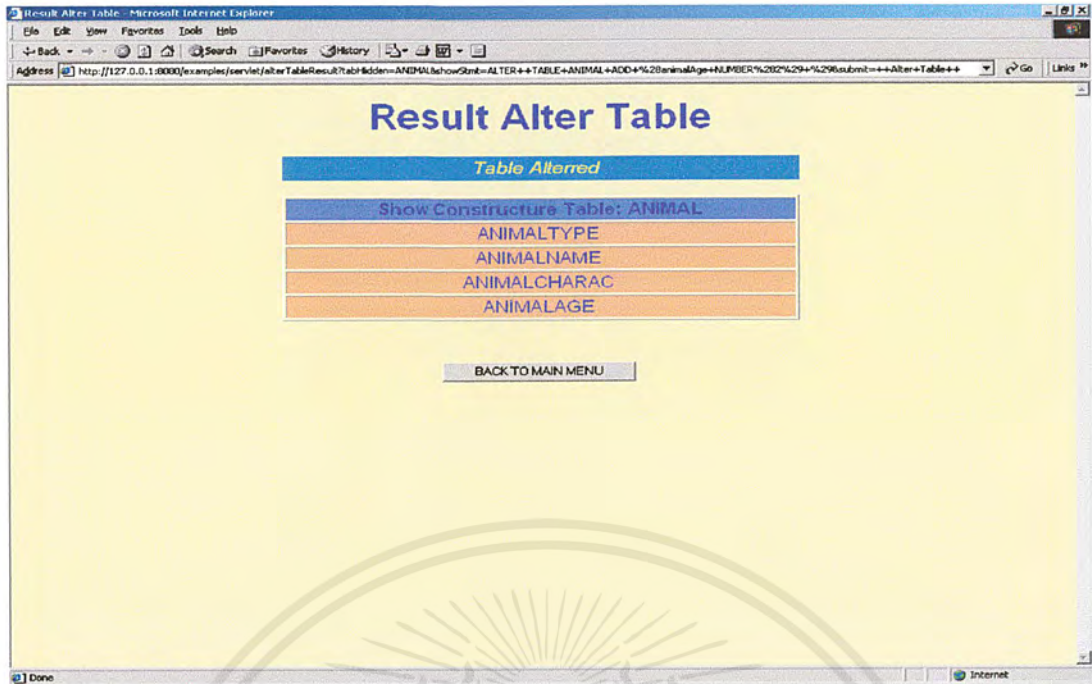 Result Alter Table - Microsoft Internet Explorer
File Edit View Favorites Tools Help
Back Search Favorites History
Address http://127.0.0.1:8080/examples/servlet/alterTableResult?tabHidden=ANIMAL&showStmt=ALTER++TABLE+ANIMAL+ADD+%28animalAge+NUMBER%282%29+%29&submit=++Alter+Table++ Go Links »
Result Alter Table
Table Alterred
Show Constructure Table: ANIMAL
ANIMALTYPE
ANIMALNAME
ANIMALCHARAC
ANIMALAGE
BACK TO MAIN MENU
Done Internet